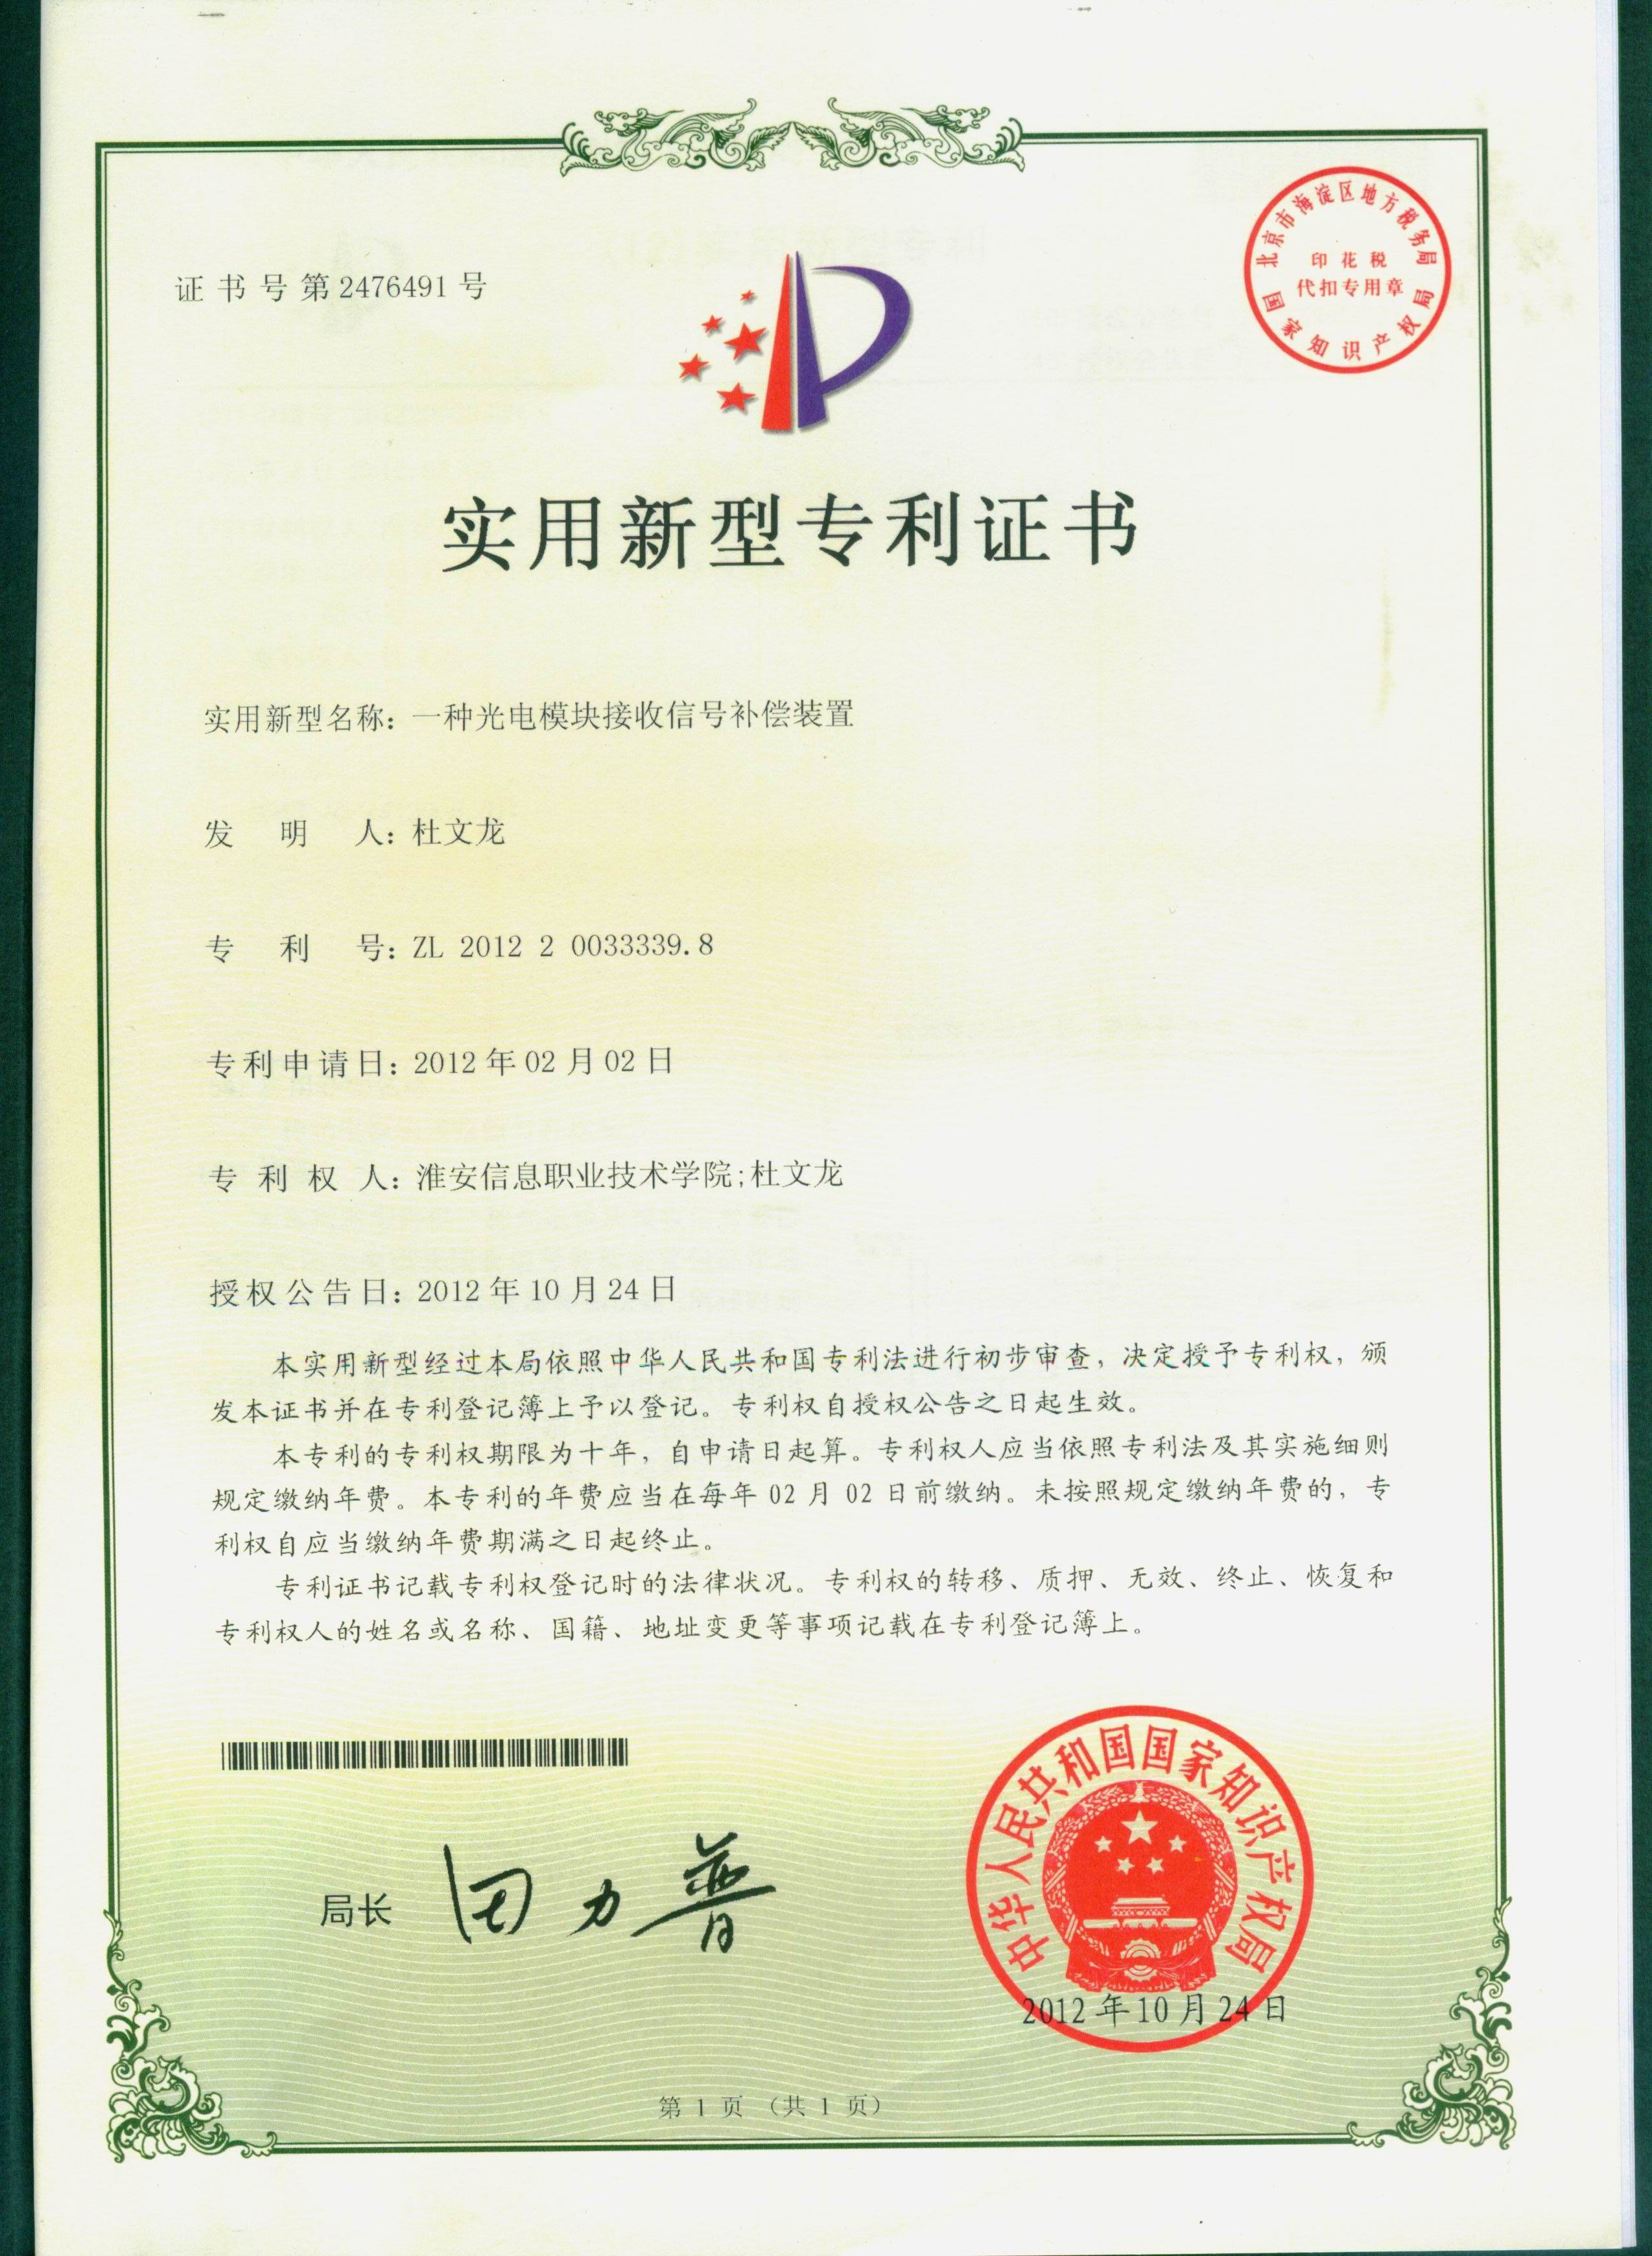 证书号第2476491号
北京市海淀区地方税务局
印花税
代扣专用章
国家知识产权局
实用新型专利证书
实用新型名称：一种光电模块接收信号补偿装置
发明人：杜文龙
专利号：ZL 2012 2 0033339.8
专利申请日：2012年02月02日
专利权人：淮安信息职业技术学院;杜文龙
授权公告日：2012年10月24日
本实用新型经过本局依照中华人民共和国专利法进行初步审查，决定授予专利权，颁
发本证书并在专利登记簿上予以登记。专利权自授权公告之日起生效。
本专利的专利权期限为十年，自申请日起算。专利权人应当依照专利法及其实施细则
规定缴纳年费。本专利的年费应当在每年02月02日前缴纳。未按照规定缴纳年费的，专
利权自应当缴纳年费期满之日起终止。
专利证书记载专利权登记时的法律状况。专利权的转移、质押、无效、终止、恢复和
专利权人的姓名或名称、国籍、地址变更等事项记载在专利登记簿上。
中华人民共和国国家知识产权局
局长 田力普
2012年10月24日
第1页（共1页）